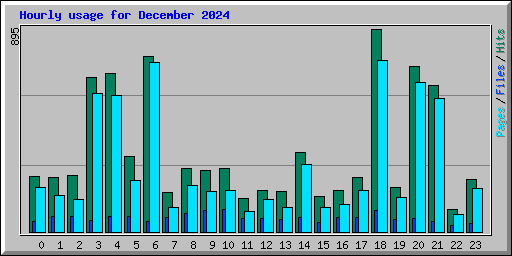 Hourly usage for December 2024
895
Pages/Files/Hits
0 1 2 3 4 5 6 7 8 9 10 11 12 13 14 15 16 17 18 19 20 21 22 23